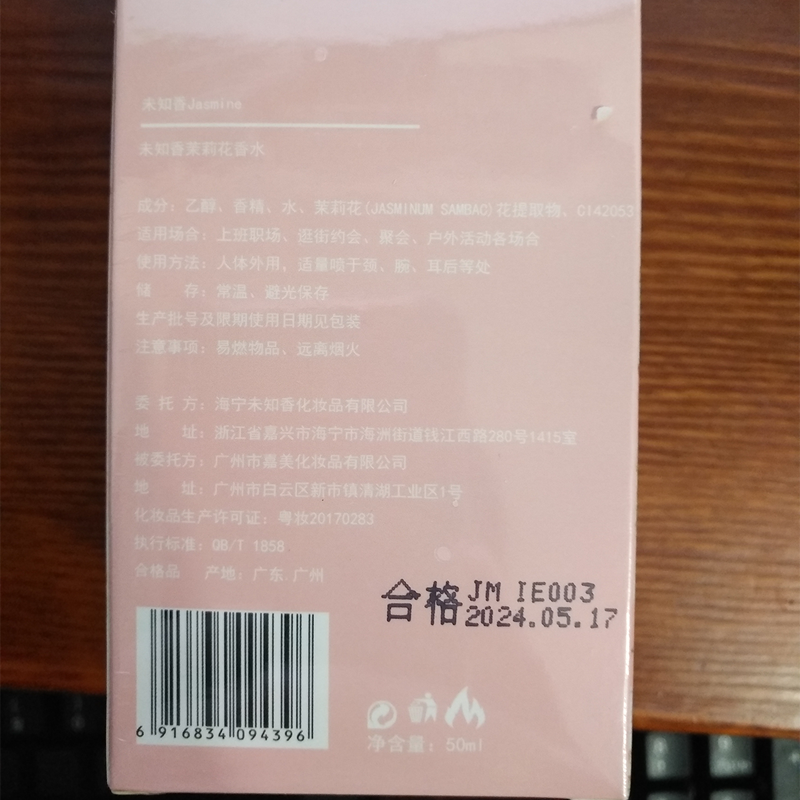 未知香Jasmine
未知香茉莉花香水
成分：乙醇，香精、水、茉莉花(JASMINUM SAMBAC)花提取物、CI42053
适用场合：上班职场、逛街约会、聚会、户外活动各场合
使用方法：人体外用，适量喷于颈、腕、耳后等处
储 存：常温、避光保存
生产批号及限期使用日期见包装
注意事项：易燃物品、远离烟火
委 托 方：海宁未知香化妆品有限公司
地 址：浙江省嘉兴市海宁市海洲街道钱江西路280号1415室
被委托方：广州市嘉美化妆品有限公司
地 址：广州市白云区新市镇清湖工业区1号
化妆品生产许可证：粤妆20170283
执行标准：QB/T 1858
合格品 产地：广东.广州
合格 JM IE003
2024.05.17
6 916834 094396
净含量：50ml